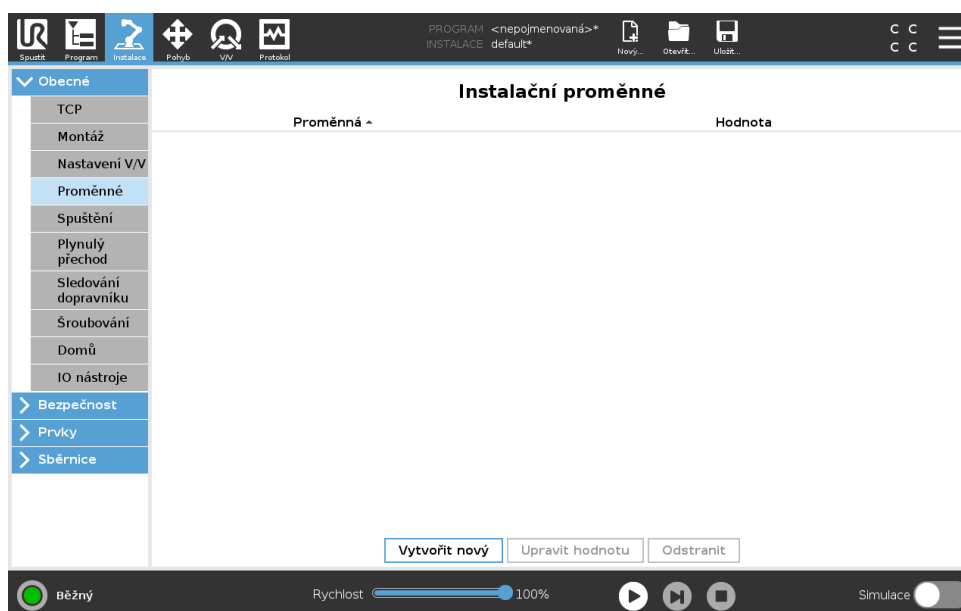 PROGRAM <nepojmenovaná>*
INSTALACE default*
C C
C C
Spustit Program Instalace Pohyb V/V Protokol Nový... Otevřít... Uložit...
Obecné
TCP
Montáž
Nastavení V/V
Proměnné
Spuštění
Plynulý
přechod
Sledování
dopravníku
Šroubování
Domů
IO nástroje
Bezpečnost
Prvky
Sběrnice
Instalační proměnné
Proměnná Hodnota
Vytvořit nový Upravit hodnotu Odstranit
Běžný Rychlost 100% Simulace